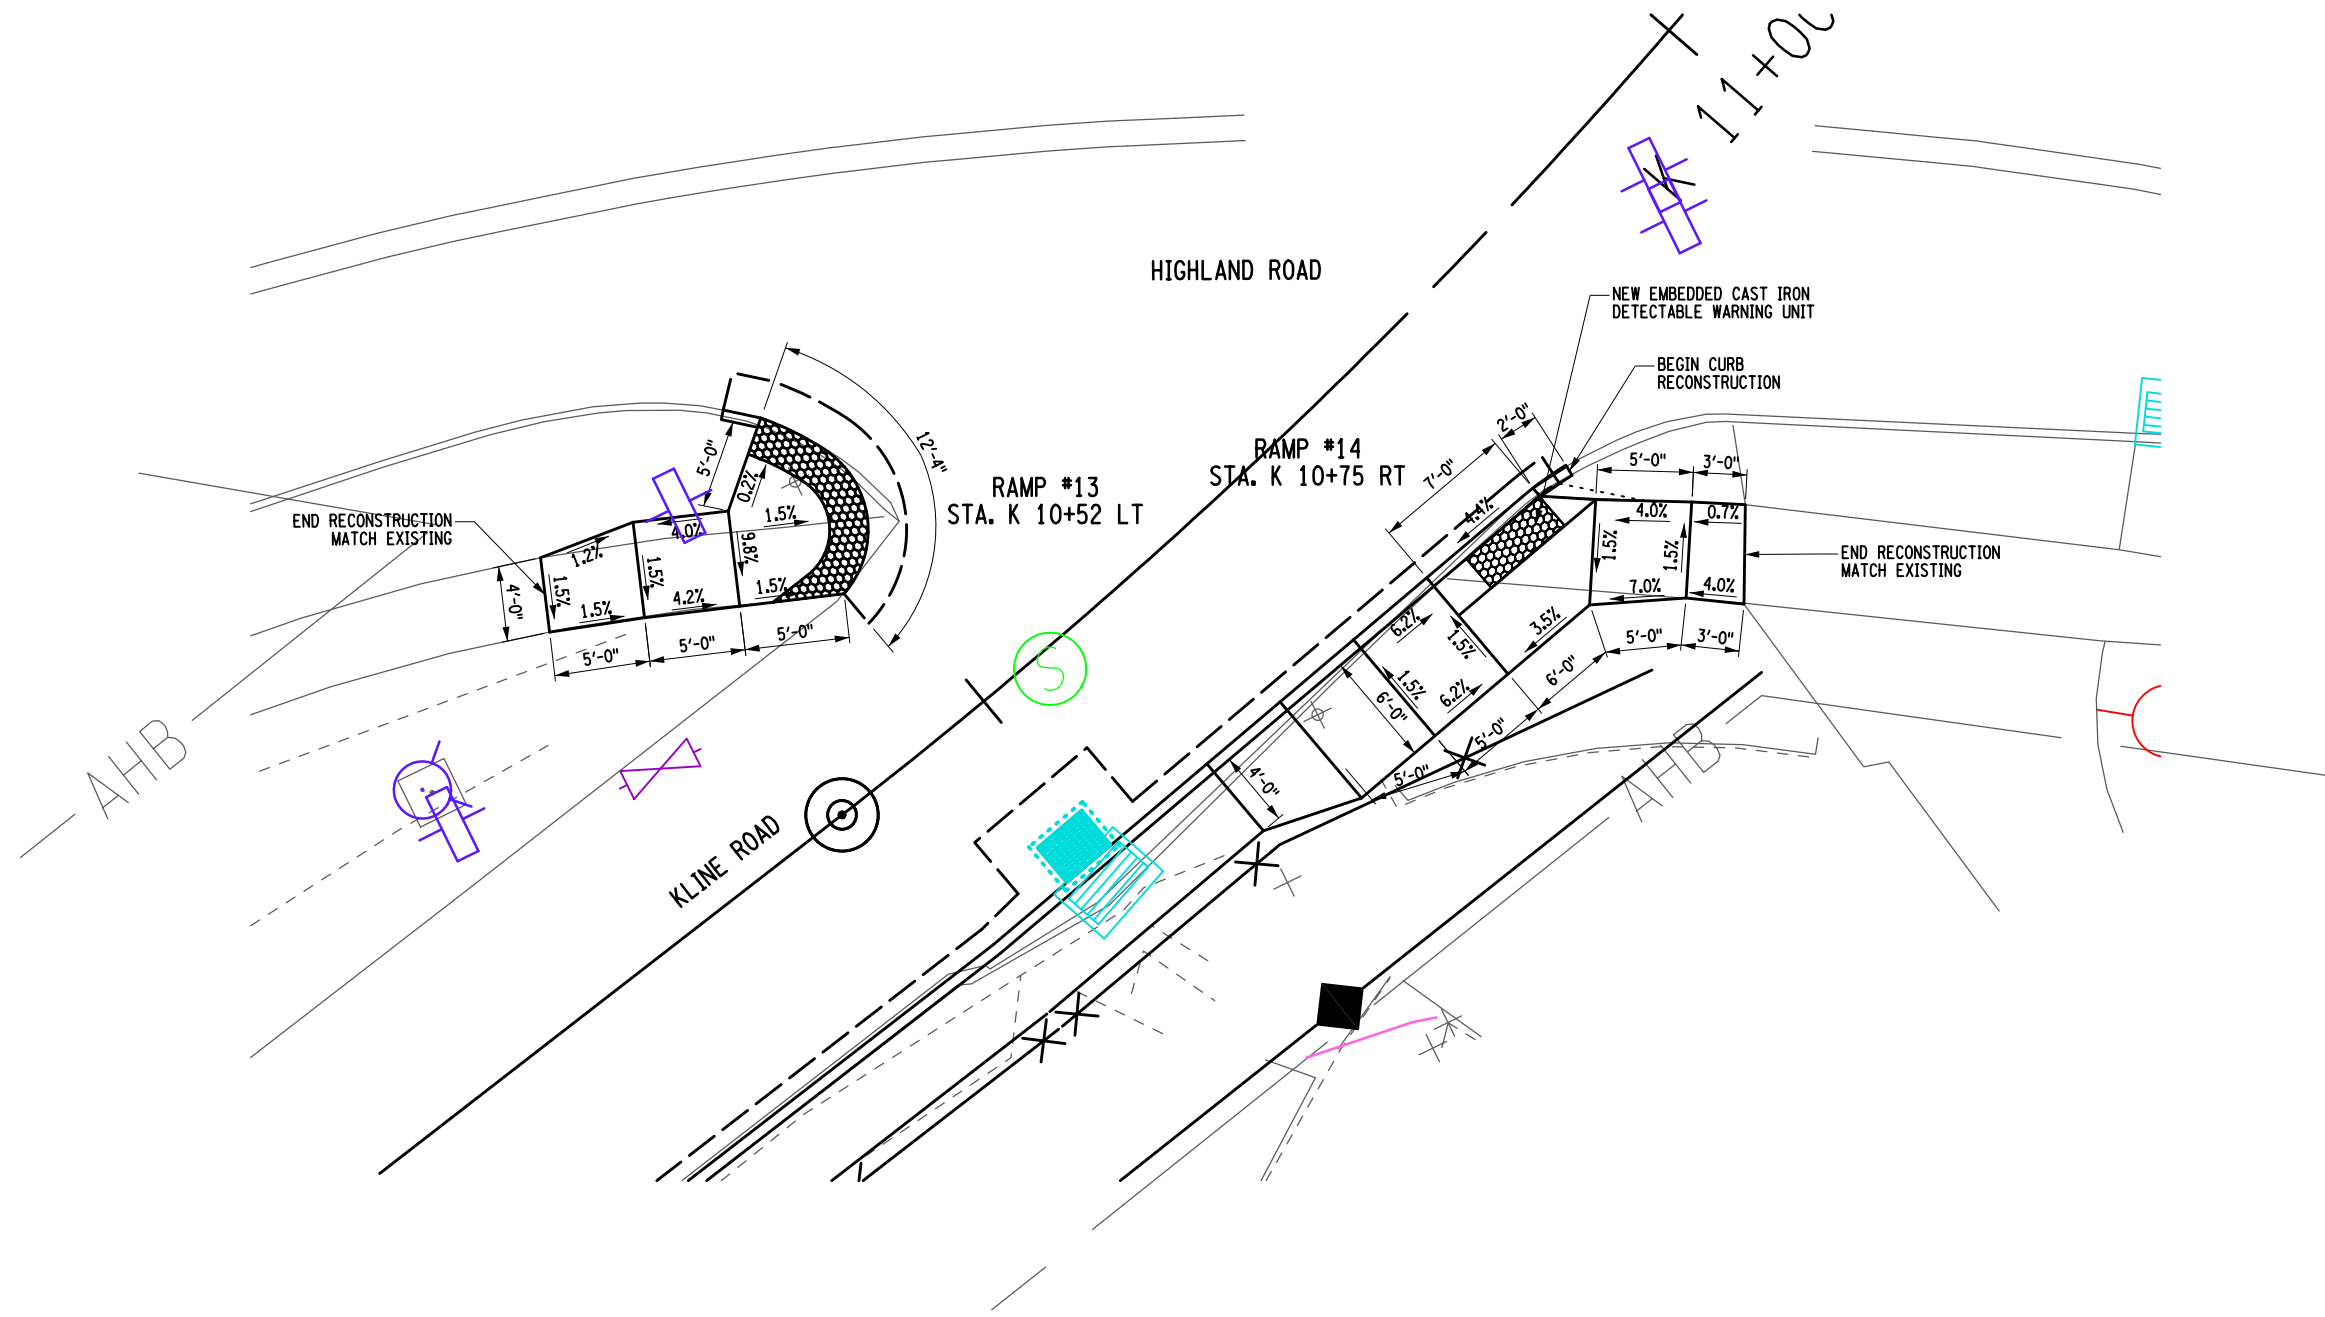 11+00
K
HIGHLAND ROAD
NEW EMBEDDED CAST IRON
DETECTABLE WARNING UNIT
BEGIN CURB
RECONSTRUCTION
12'-4"
5'-0"
0.2%
1.5%
9.8%
1.5%
4.0%
RAMP #13
STA. K 10+52 LT
RAMP #14
STA. K 10+75 RT
END RECONSTRUCTION
MATCH EXISTING
1.2%
1.5%
1.5%
4'-0"
1.5%
4.2%
5'-0"
5'-0"
5'-0"
2'-0"
7'-0"
4.4%
5'-0"
3'-0"
4.0%
0.7%
1.5%
1.5%
7.0%
4.0%
END RECONSTRUCTION
MATCH EXISTING
5'-0"
3'-0"
6'-0"
3.5%
6.2%
1.5%
1.5%
6.2%
6'-0"
5'-0"
5'-0"
4'-0"
S
AHB
AHB
KLINE ROAD